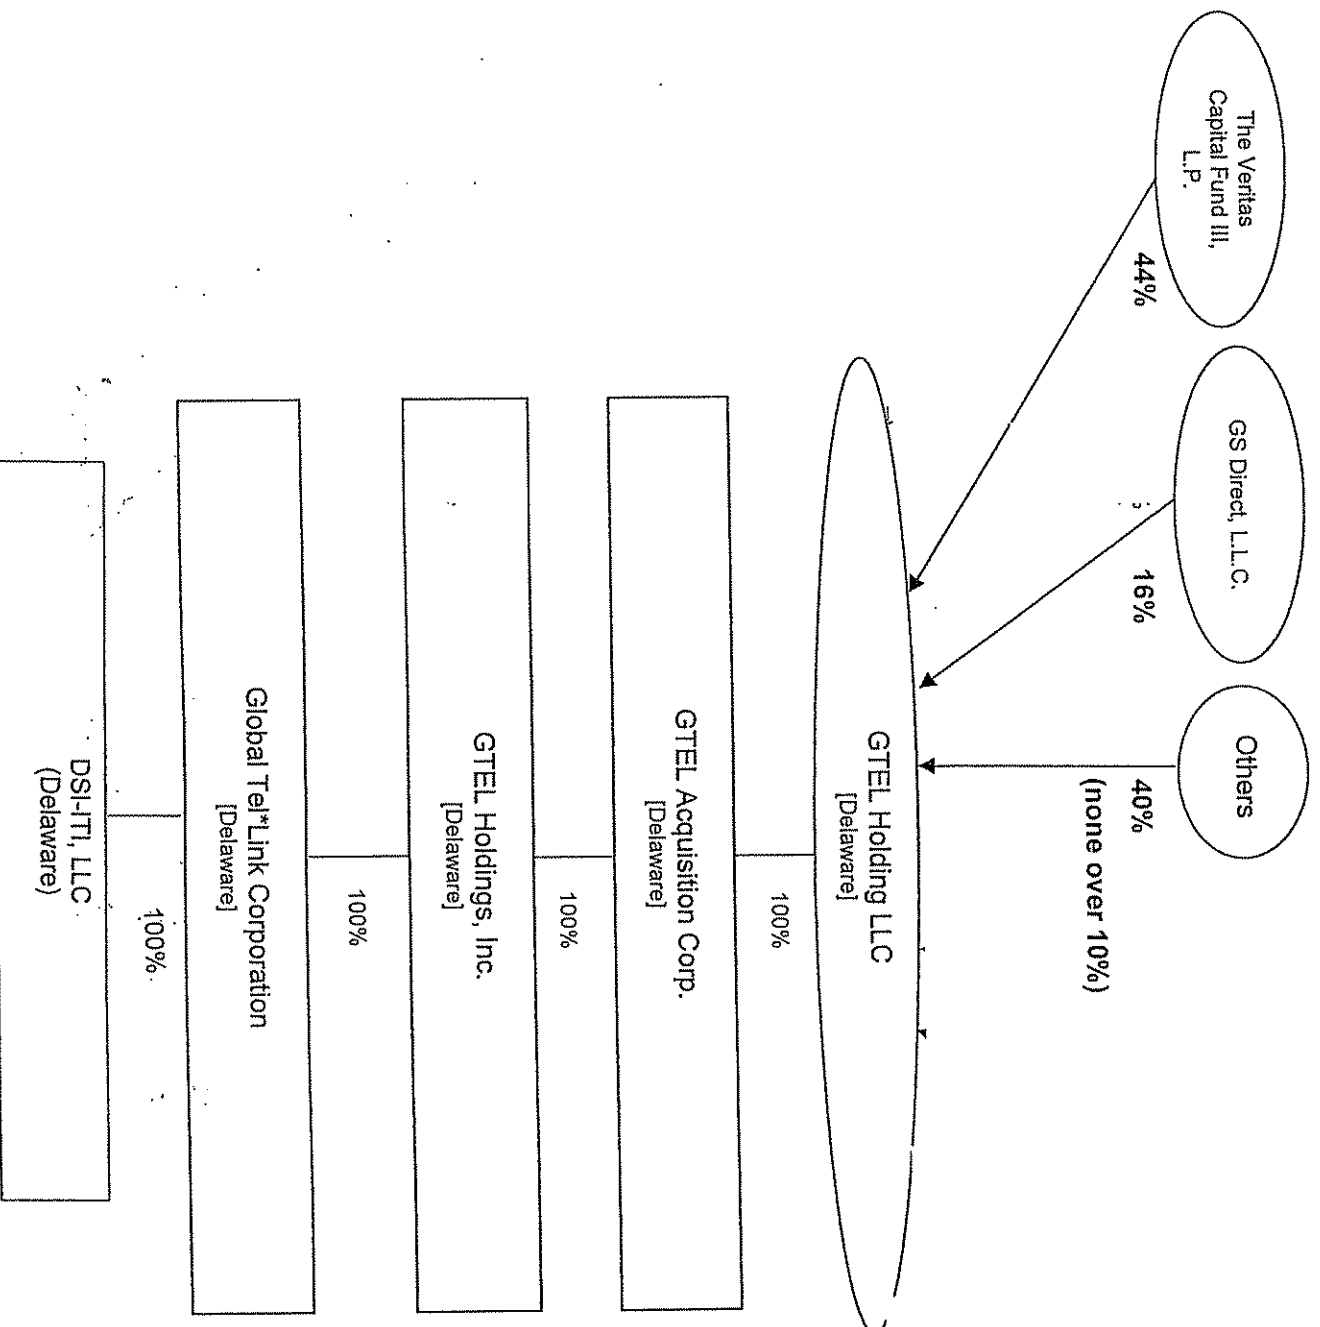 The Veritas
Capital Fund III,
L.P.
GS Direct, L.L.C.
Others
44%
16%
40%
(none over 10%)
GTEL Holding LLC
[Delaware]
100%
GTEL Acquisition Corp.
[Delaware]
100%
GTEL Holdings, Inc.
[Delaware]
100%
Global Tel*Link Corporation
[Delaware]
100%
DSI-ITI, LLC
(Delaware)